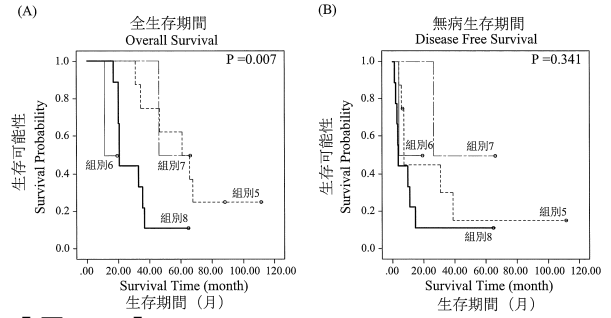 (A)
全生存期間
Overall Survival
P =0.007
生存可能性
Survival Probability
1.0
0.8
0.6
0.4
0.2
0.0
組別6
組別7
組別5
組別8
.00 20.00 40.00 60.00 80.00 100.00 120.00
Survival Time (month)
生存期間（月）
(B)
無病生存期間
Disease Free Survival
P =0.341
生存可能性
Survival Probability
1.0
0.8
0.6
0.4
0.2
0.0
組別6
組別7
組別5
組別8
.00 20.00 40.00 60.00 80.00 100.00 120.00
Survival Time (month)
生存期間（月）